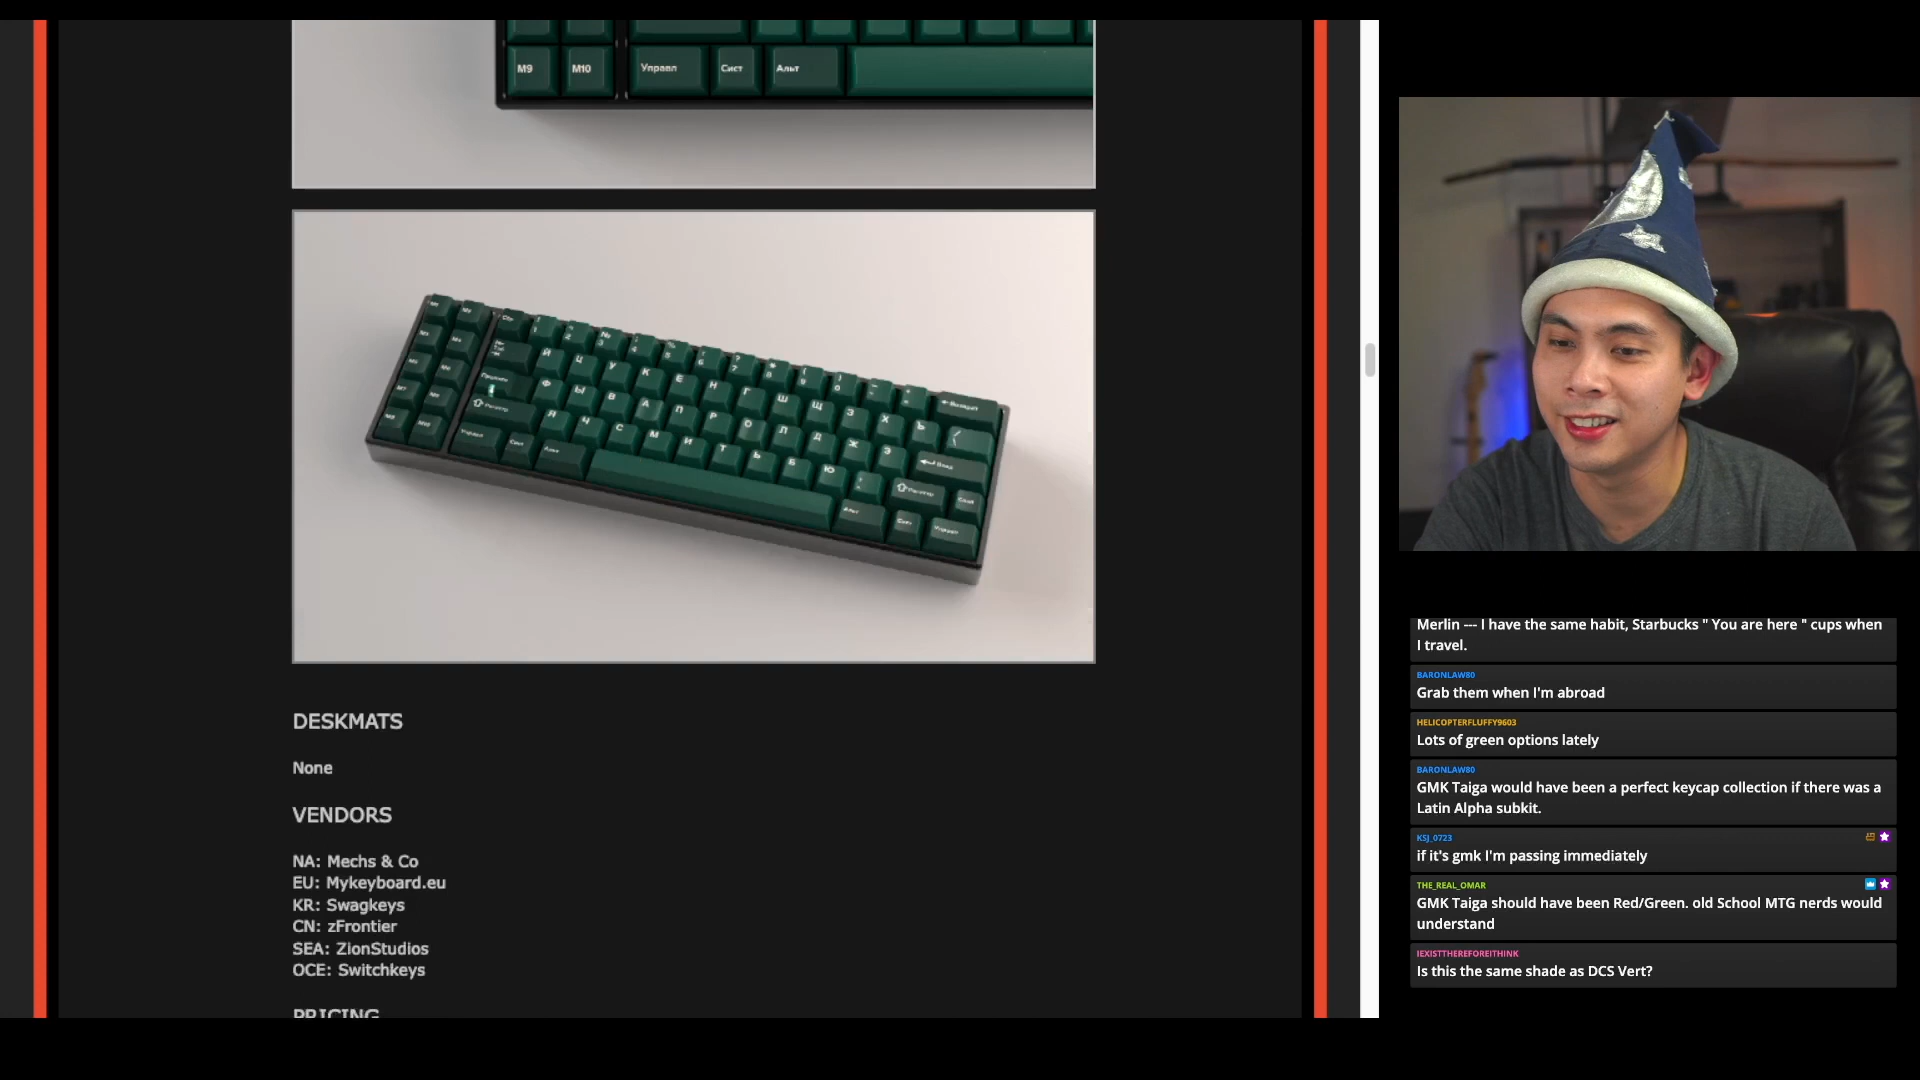 M9 M10 Управл Сист Альт
Й Ц У К Е Н Г Ш Щ З Х Ъ
Ф Ы В А П Р О Л Д Ж Э
Я Ч С М И Т Ь Б Ю
DESKMATS
None
VENDORS
NA: Mechs & Co
EU: Mykeyboard.eu
KR: Swagkeys
CN: zFrontier
SEA: ZionStudios
OCE: Switchkeys
PRICING
Merlin --- I have the same habit, Starbucks " You are here " cups when
I travel.
BARONLAW80
Grab them when I'm abroad
HELICOPTERFLUFFY9603
Lots of green options lately
BARONLAW80
GMK Taiga would have been a perfect keycap collection if there was a
Latin Alpha subkit.
KSJ_0723
if it's gmk I'm passing immediately
THE_REAL_OMAR
GMK Taiga should have been Red/Green. old School MTG nerds would
understand
IEXISTTHEREFOREITHINK
Is this the same shade as DCS Vert?